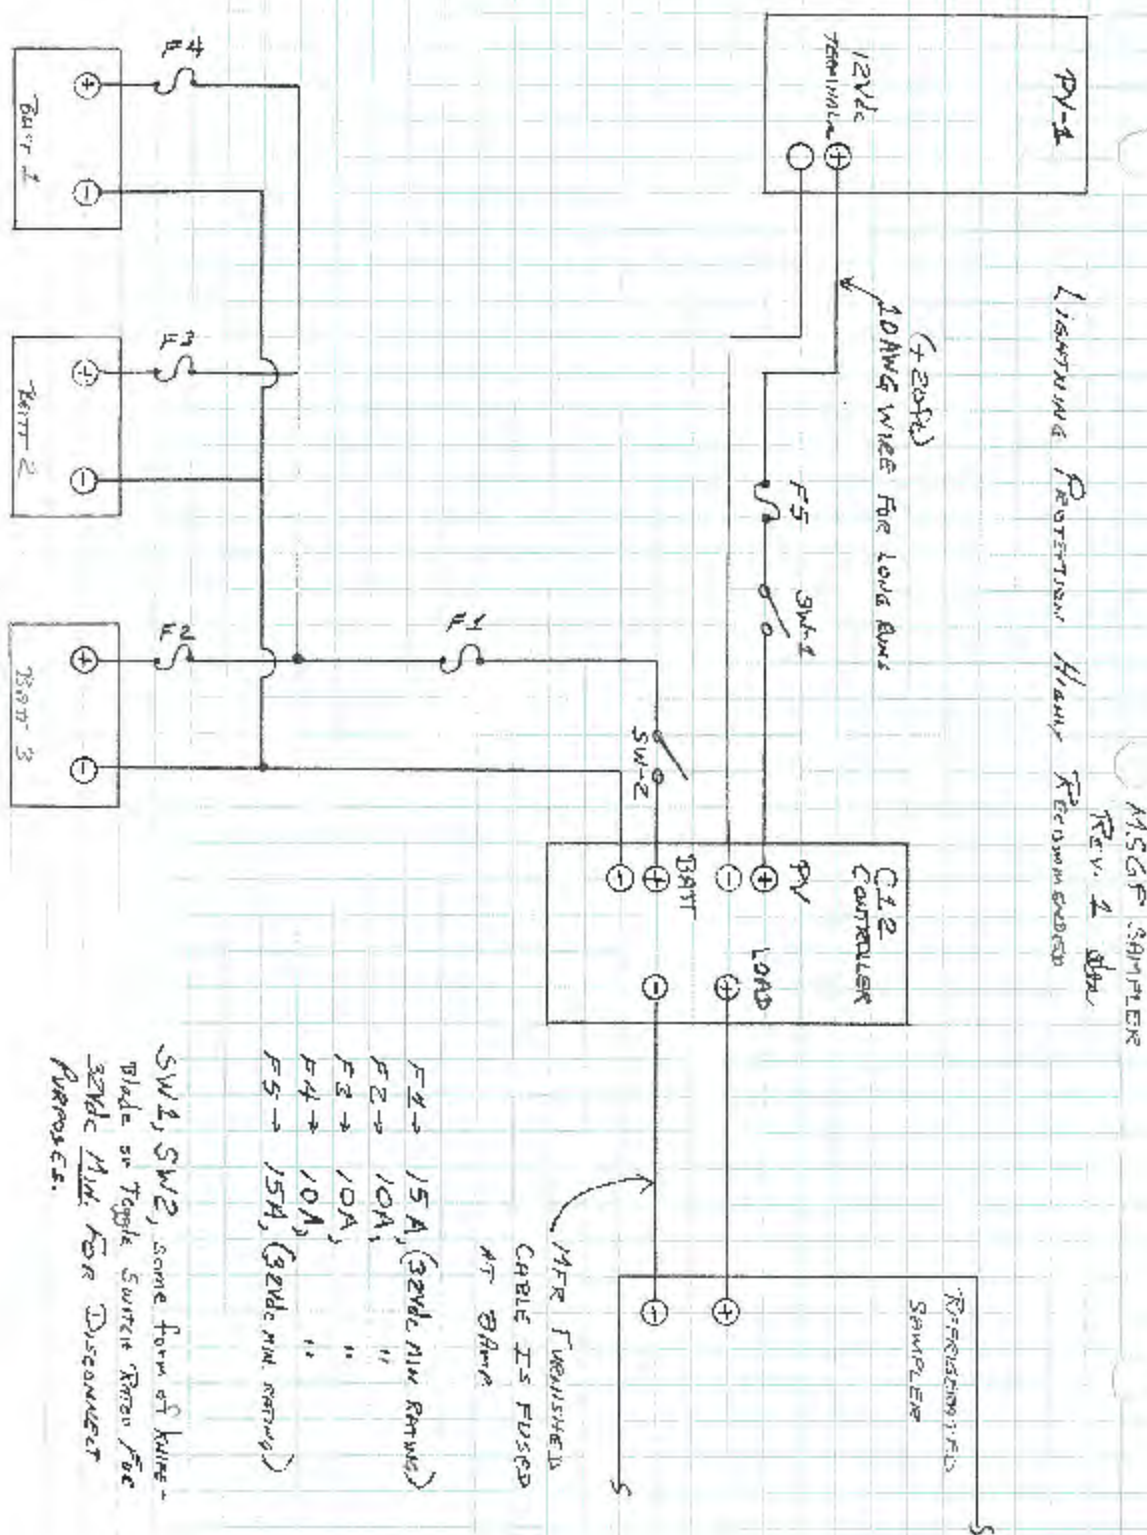 MSGF SAMPLER
REV. 1
LIGHTNING PROTECTION HIGHLY RECOMMENDED
PV-1
12Vdc
TERMINALS
+
(+20ft)
10AWG WIRE FOR LONG RUNS
F5
SW-1
C12
CONTROLLER
PV
+
-
BATT
+
-
LOAD
+
-
REFRIGERATED
SAMPLER
+
-
S
S
SW-2
F1
F4
F3
F2
+
-
BATT 1
+
-
BATT-2
+
-
BATT 3
MFR FURNISHED
CABLE IS FUSED
AT 8Amp
F1→ 15A, (32Vdc MIN. RATING)
F2→ 10A, "
F3→ 10A, "
F4→ 10A, "
F5→ 15A, (32Vdc MIN. RATING)
SW1, SW2, some form of KNIFE-
Blade or Toggle SWITCH RATED FOR
32Vdc MIN. FOR DISCONNECT
PURPOSES.